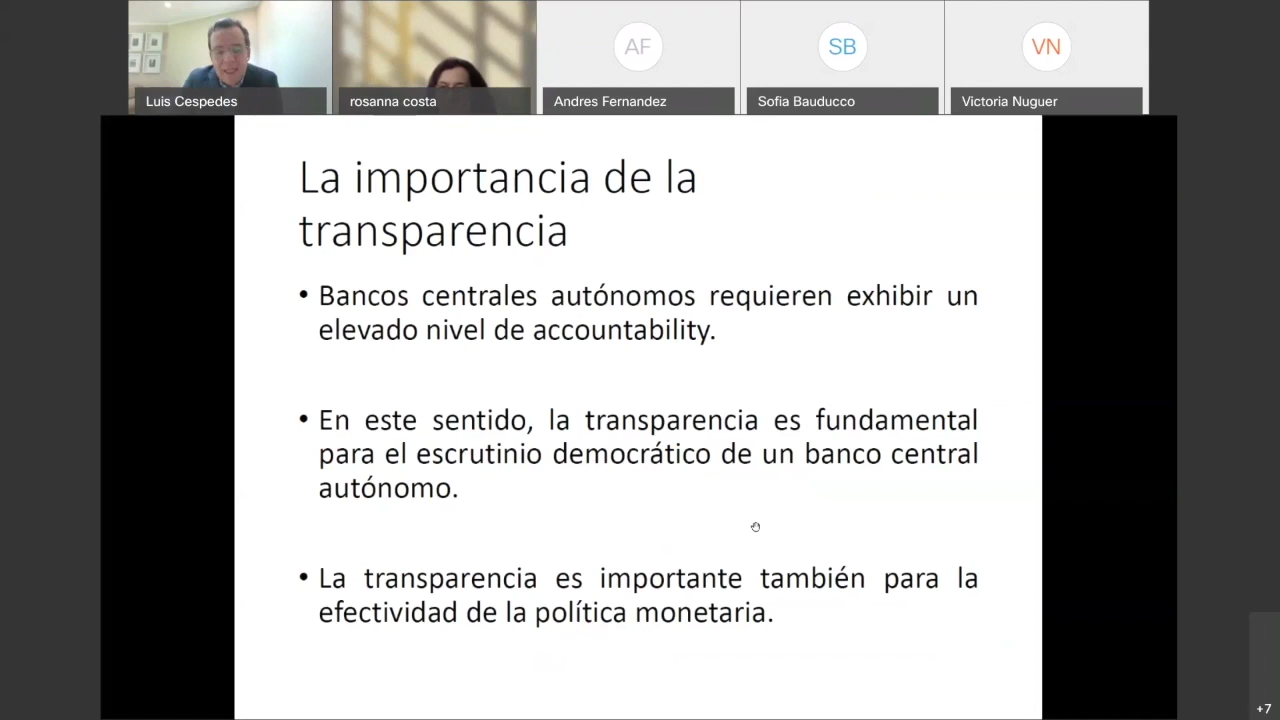 AF
SB
VN
Luis Cespedes
rosanna costa
Andres Fernandez
Sofia Bauducco
Victoria Nuguer
La importancia de la
transparencia
• Bancos centrales autónomos requieren exhibir un
elevado nivel de accountability.
• En este sentido, la transparencia es fundamental
para el escrutinio democrático de un banco central
autónomo.
• La transparencia es importante también para la
efectividad de la política monetaria.
+7